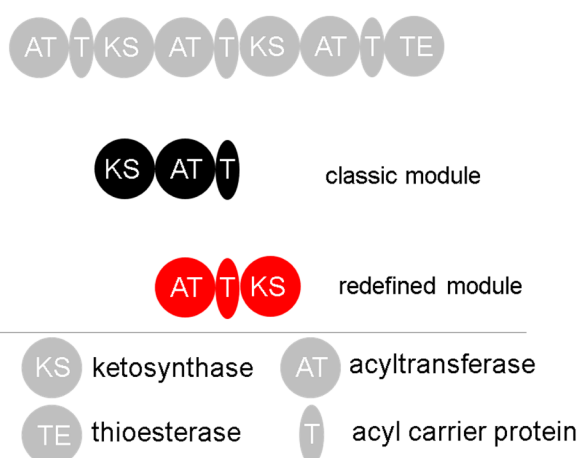 AT T KS AT T KS AT T TE
KS AT T classic module
AT T KS redefined module
KS ketosynthase AT acyltransferase
TE thioesterase T acyl carrier protein